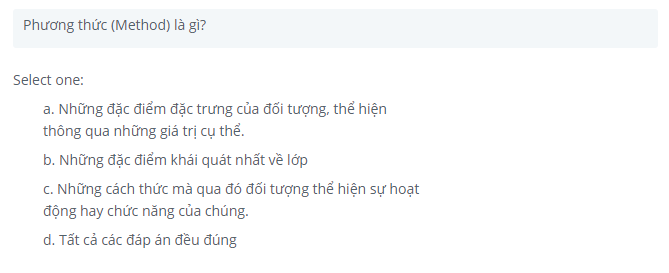 Phương thức (Method) là gì?
Select one:
a. Những đặc điểm đặc trưng của đối tượng, thể hiện
thông qua những giá trị cụ thể.
b. Những đặc điểm khái quát nhất về lớp
c. Những cách thức mà qua đó đối tượng thể hiện sự hoạt
động hay chức năng của chúng.
d. Tất cả các đáp án đều đúng